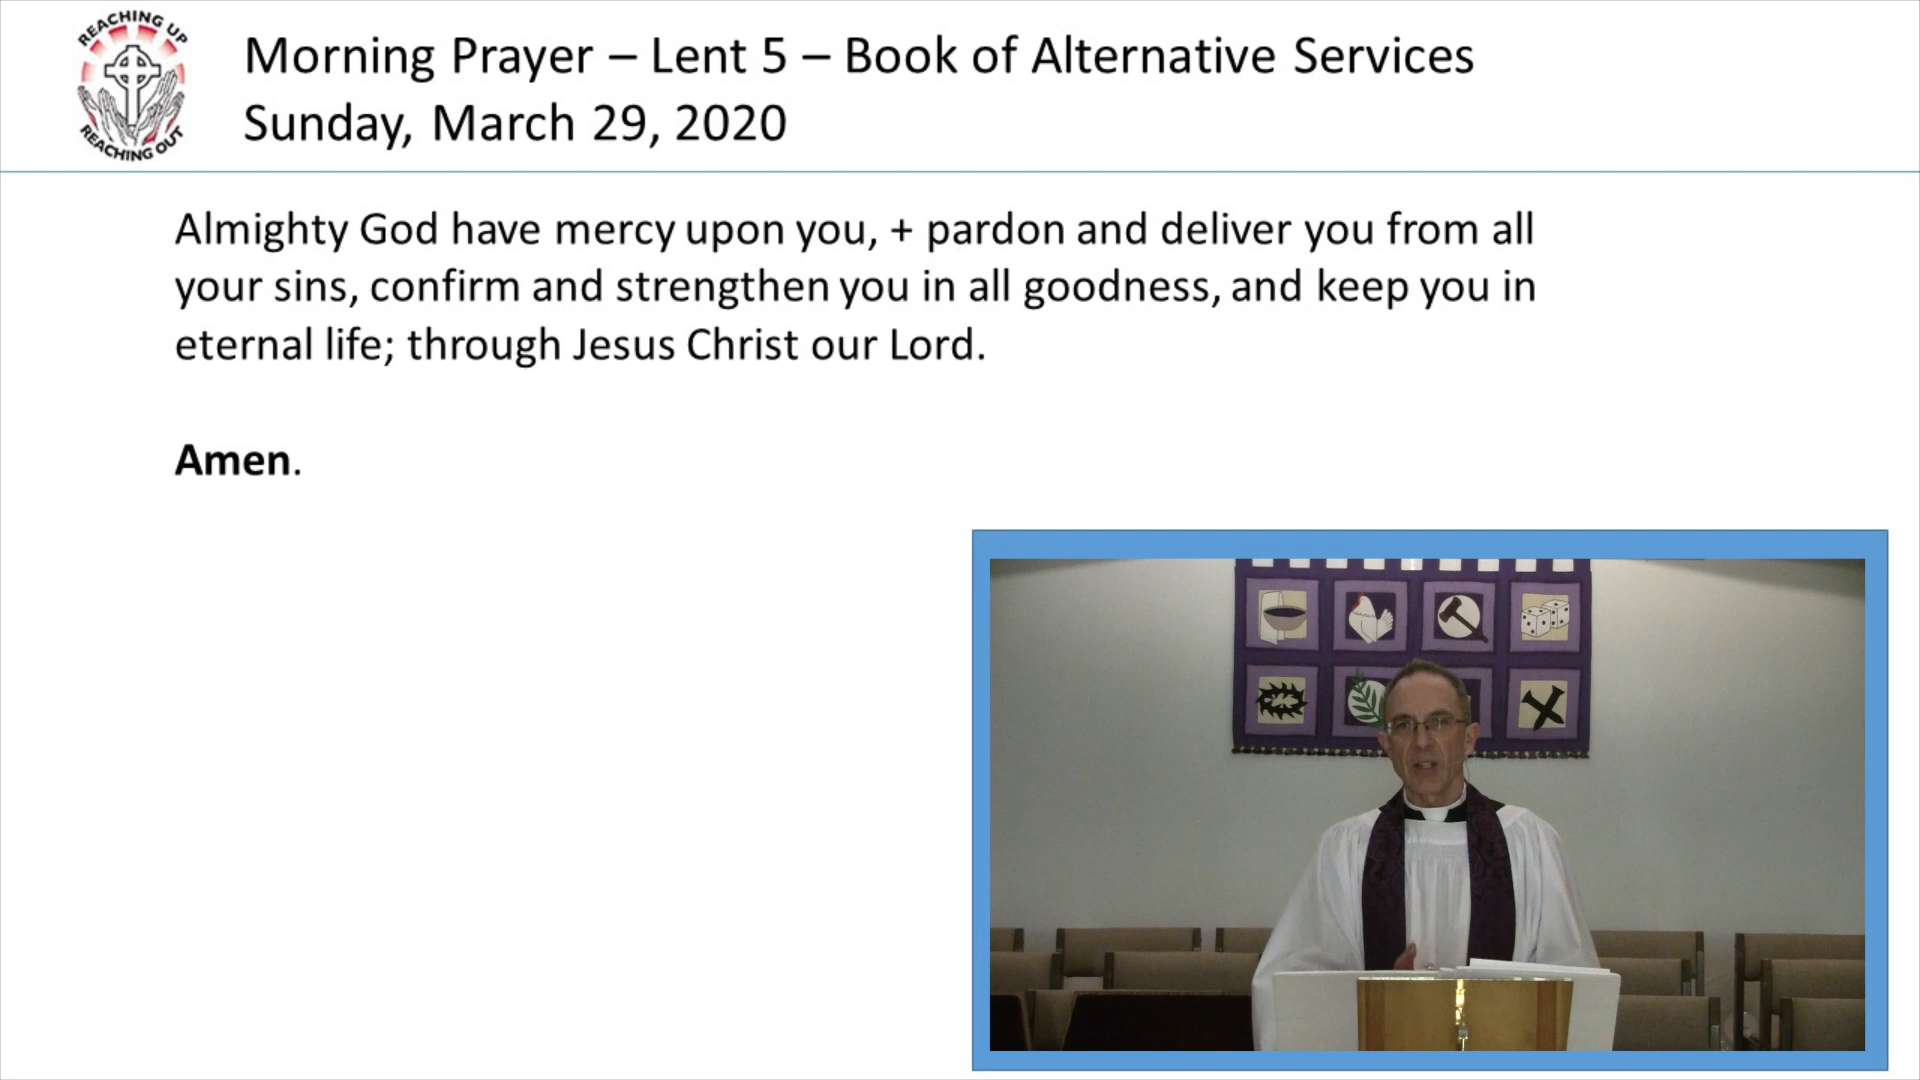 REACHING UP
REACHING OUT
Morning Prayer – Lent 5 – Book of Alternative Services
Sunday, March 29, 2020
Almighty God have mercy upon you, + pardon and deliver you from all
your sins, confirm and strengthen you in all goodness, and keep you in
eternal life; through Jesus Christ our Lord.
Amen.